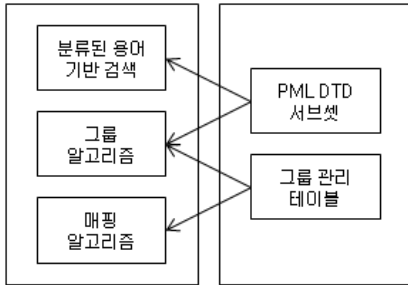 분류된 용어
기반 검색
그룹
알고리즘
매핑
알고리즘
PML DTD
서브셋
그룹 관리
테이블